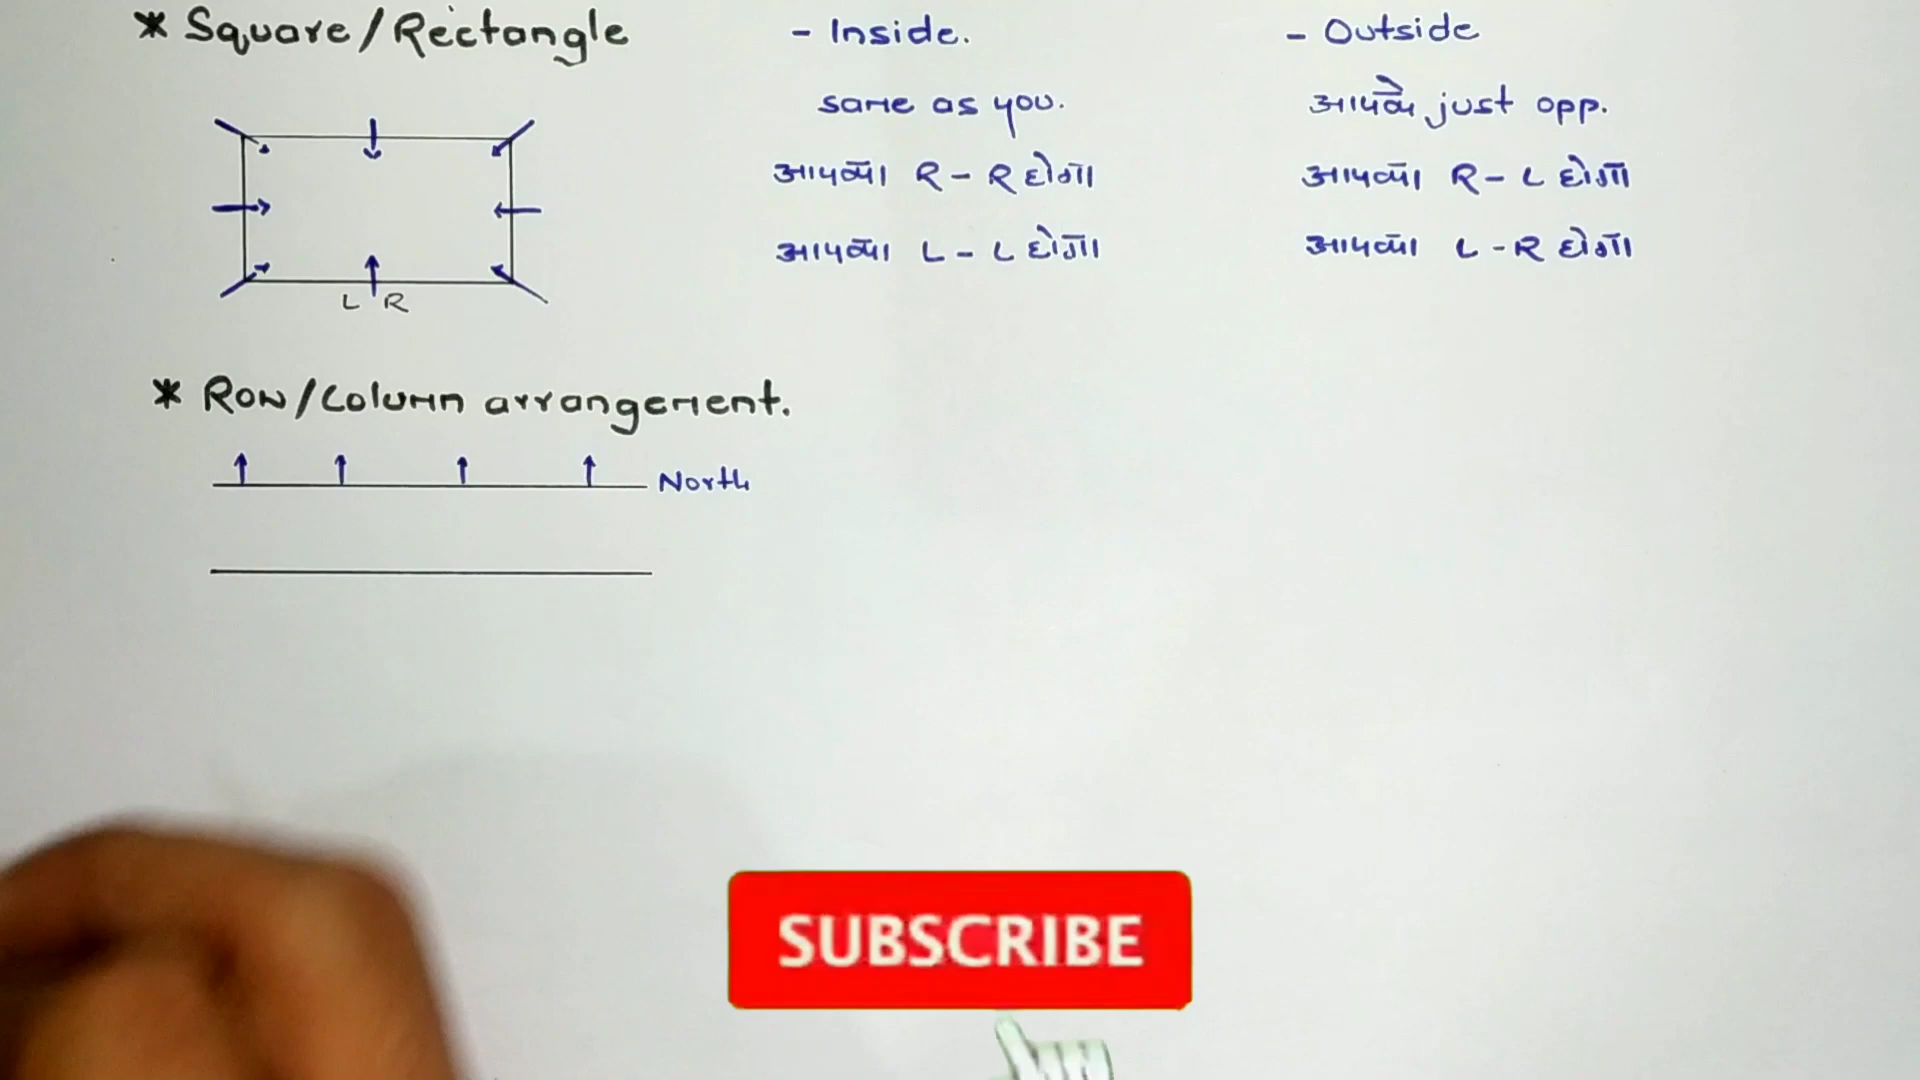 * Square/Rectangle
- Inside.
same as you.
आपका R - R होगा
आपका L - L होगा
- Outside
आपके just opp.
आपका R - L होगा
आपका L - R होगा
L R
* Row/Column arrangement.
North
SUBSCRIBE